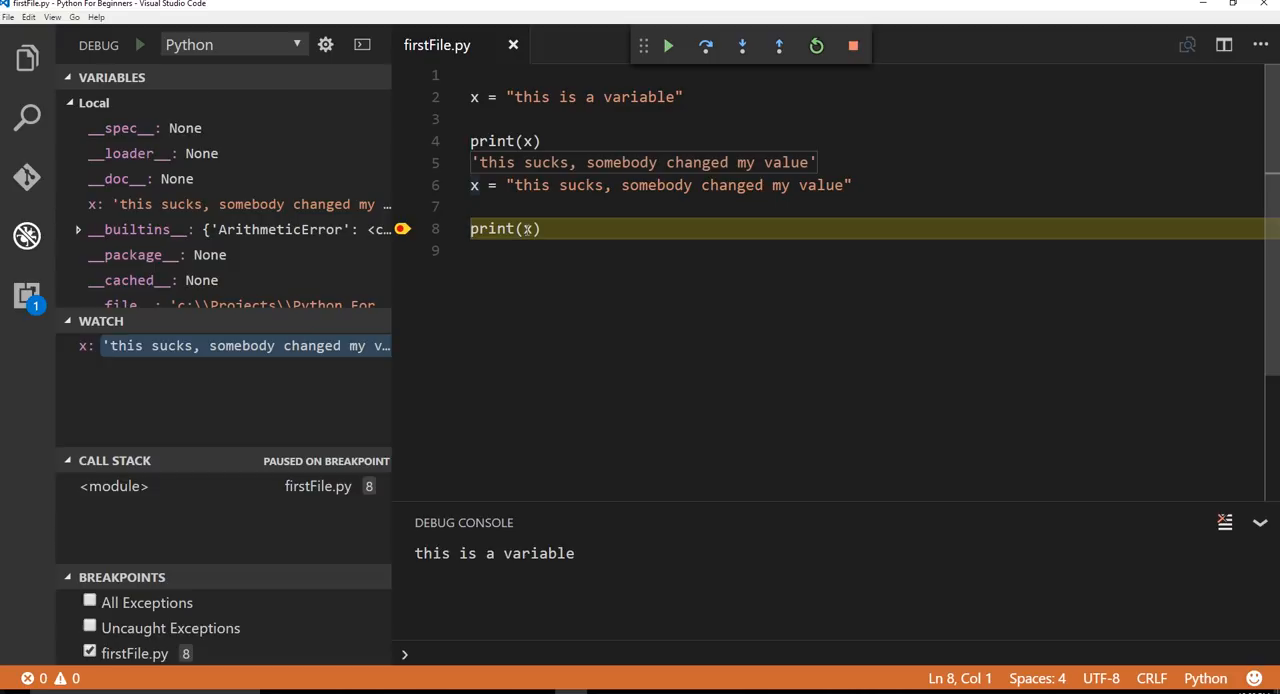 firstFile.py - Python For Beginners - Visual Studio Code
File Edit View Go Help
DEBUG Python
firstFile.py
VARIABLES
Local
__spec__: None
__loader__: None
__doc__: None
x: 'this sucks, somebody changed my …
__builtins__: {'ArithmeticError': <c…
__package__: None
__cached__: None
__file__: 'c:\\Projects\\Python For
WATCH
x: 'this sucks, somebody changed my v…
CALL STACK PAUSED ON BREAKPOINT
<module> firstFile.py 8
BREAKPOINTS
All Exceptions
Uncaught Exceptions
firstFile.py 8
1
1
2 x = "this is a variable"
3
4 print(x)
5 'this sucks, somebody changed my value'
6 x = "this sucks, somebody changed my value"
7
8 print(x)
9
DEBUG CONSOLE
this is a variable
0 0 Ln 8, Col 1 Spaces: 4 UTF-8 CRLF Python